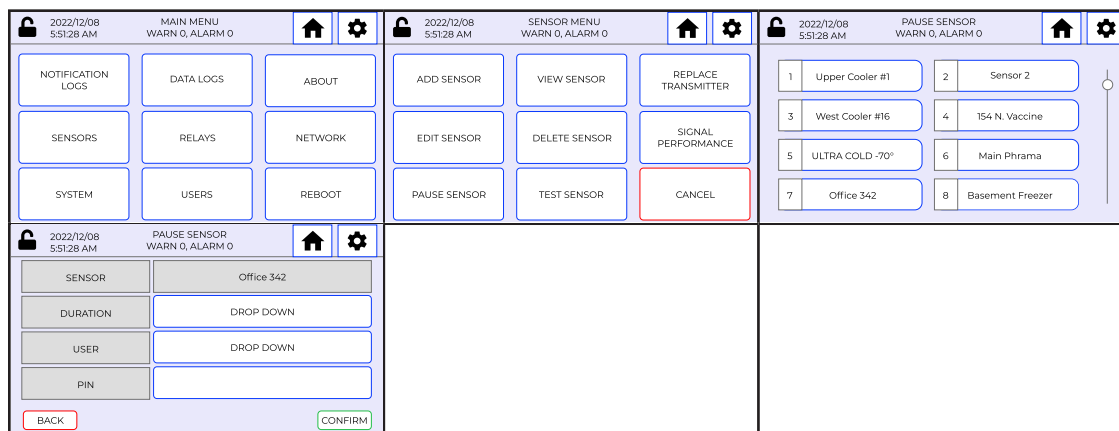 2022/12/08
5:51:28 AM
MAIN MENU
WARN 0, ALARM 0
NOTIFICATION
LOGS
DATA LOGS
ABOUT
SENSORS
RELAYS
NETWORK
SYSTEM
USERS
REBOOT
2022/12/08
5:51:28 AM
SENSOR MENU
WARN 0, ALARM 0
ADD SENSOR
VIEW SENSOR
REPLACE
TRANSMITTER
EDIT SENSOR
DELETE SENSOR
SIGNAL
PERFORMANCE
PAUSE SENSOR
TEST SENSOR
CANCEL
2022/12/08
5:51:28 AM
PAUSE SENSOR
WARN 0, ALARM 0
1 Upper Cooler #1
2 Sensor 2
3 West Cooler #16
4 154 N. Vaccine
5 ULTRA COLD -70°
6 Main Phrama
7 Office 342
8 Basement Freezer
2022/12/08
5:51:28 AM
PAUSE SENSOR
WARN 0, ALARM 0
SENSOR Office 342
DURATION DROP DOWN
USER DROP DOWN
PIN
BACK
CONFIRM